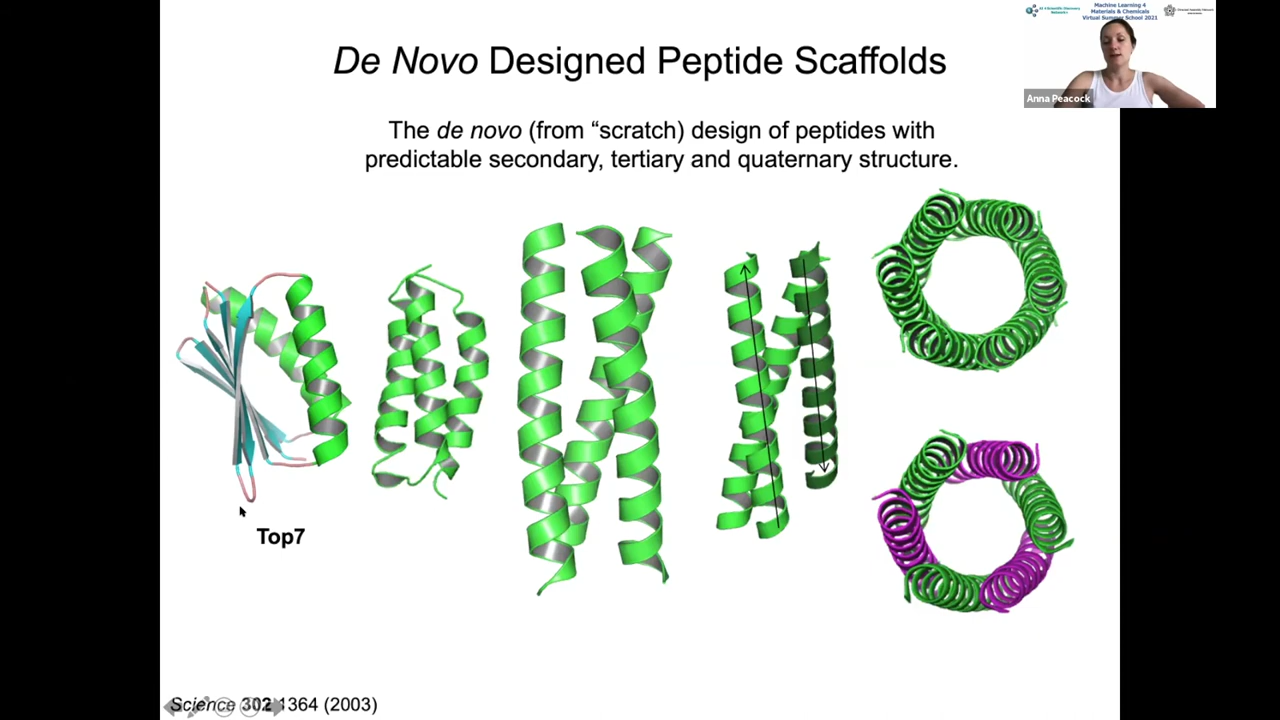 Machine Learning 4
Materials & Chemicals
Virtual Summer School 2021
Anna Peacock
De Novo Designed Peptide Scaffolds
The de novo (from “scratch) design of peptides with
predictable secondary, tertiary and quaternary structure.
Top7
Science 302 1364 (2003)